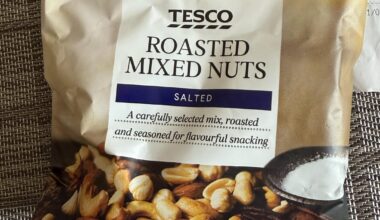 TESCO
ROASTED
MIXED NUTS
SALTED
A carefully selected mix, roasted
and seasoned for flavourful snacking